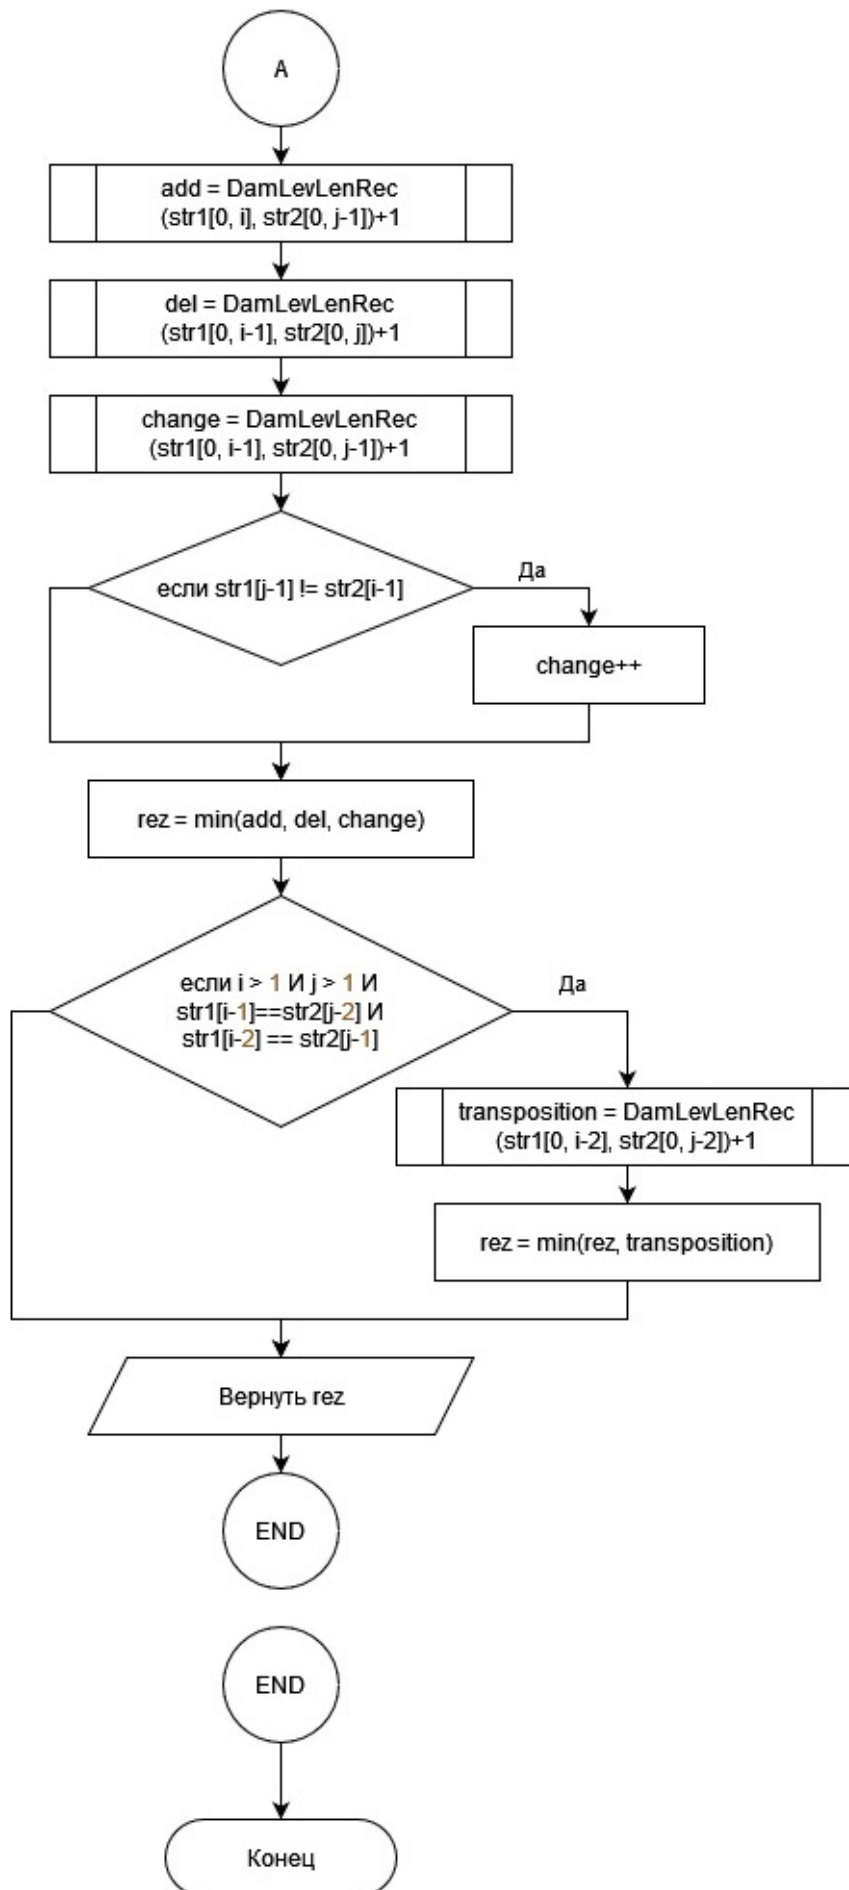 A
add = DamLevLenRec
(str1[0, i], str2[0, j-1])+1
del = DamLevLenRec
(str1[0, i-1], str2[0, j])+1
change = DamLevLenRec
(str1[0, i-1], str2[0, j-1])+1
если str1[j-1] != str2[i-1]
Да
change++
rez = min(add, del, change)
если i > 1 И j > 1 И
str1[i-1]==str2[j-2] И
str1[i-2] == str2[j-1]
Да
transposition = DamLevLenRec
(str1[0, i-2], str2[0, j-2])+1
rez = min(rez, transposition)
Вернуть rez
END
END
Конец